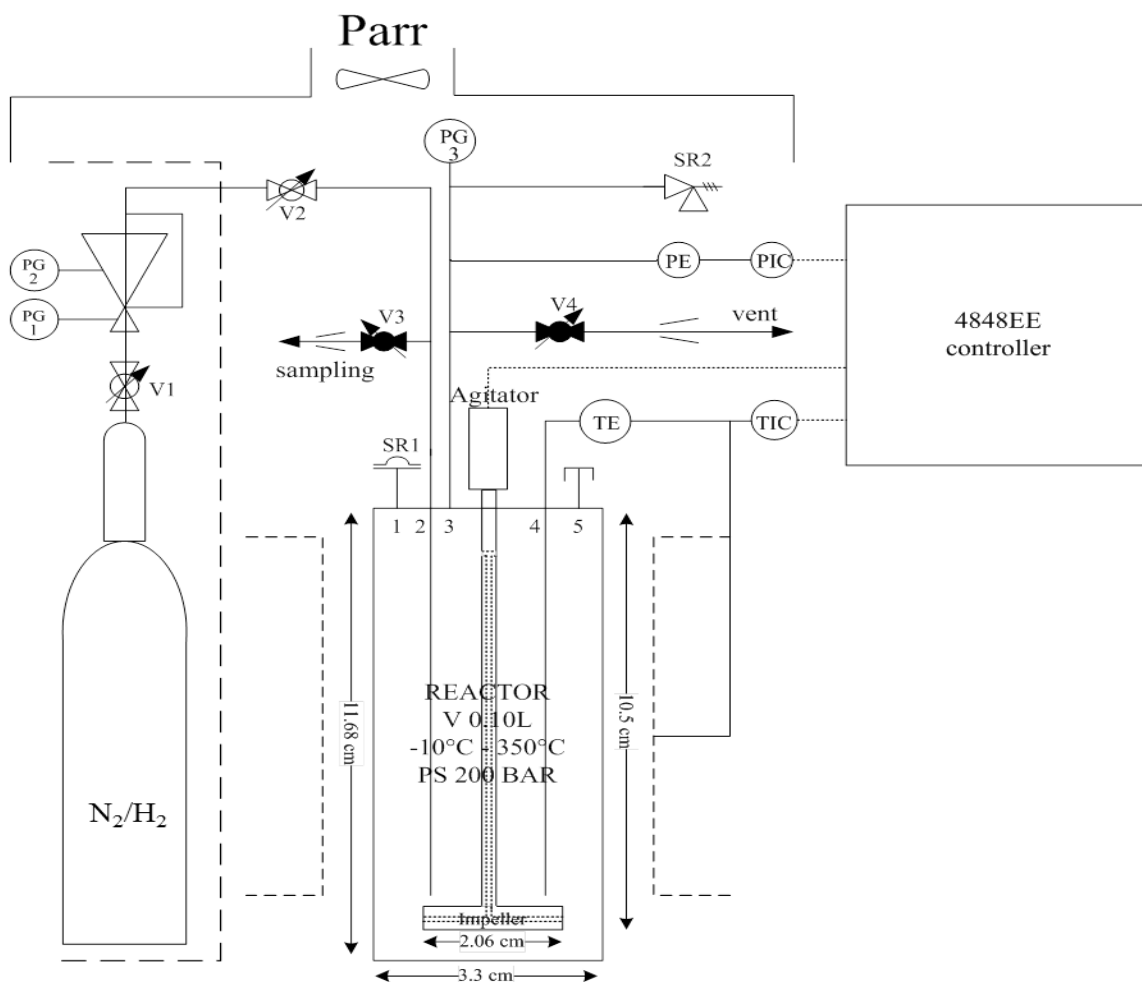 Parr
PG
3
SR2
V2
PG
2
PG
1
PE
PIC
V3
V4
vent
4848EE
controller
sampling
V1
Agitator
TE
TIC
SR1
1
2
3
4
5
11.68 cm
10.5 cm
REACTOR
V 0.10L
-10°C - 350°C
PS 200 BAR
N₂/H₂
Impeller
2.06 cm
3.3 cm